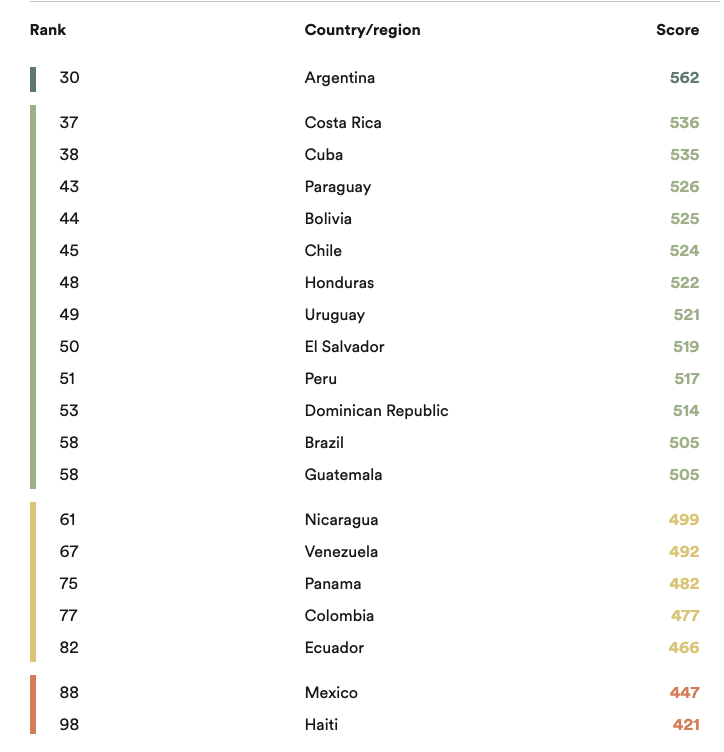 Rank Country/region Score
30 Argentina 562
37 Costa Rica 536
38 Cuba 535
43 Paraguay 526
44 Bolivia 525
45 Chile 524
48 Honduras 522
49 Uruguay 521
50 El Salvador 519
51 Peru 517
53 Dominican Republic 514
58 Brazil 505
58 Guatemala 505
61 Nicaragua 499
67 Venezuela 492
75 Panama 482
77 Colombia 477
82 Ecuador 466
88 Mexico 447
98 Haiti 421